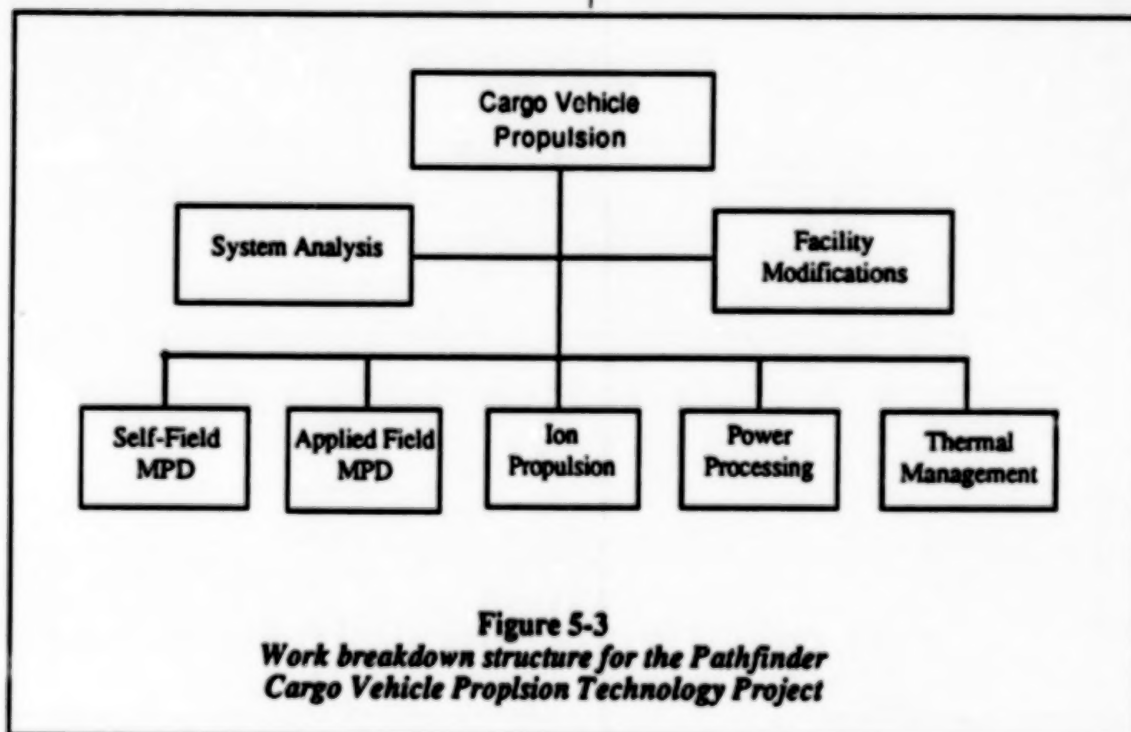 Cargo Vehicle
Propulsion
System Analysis
Facility
Modifications
Self-Field
MPD
Applied Field
MPD
Ion
Propulsion
Power
Processing
Thermal
Management
Figure 5-3
Work breakdown structure for the Pathfinder
Cargo Vehicle Proplsion Technology Project